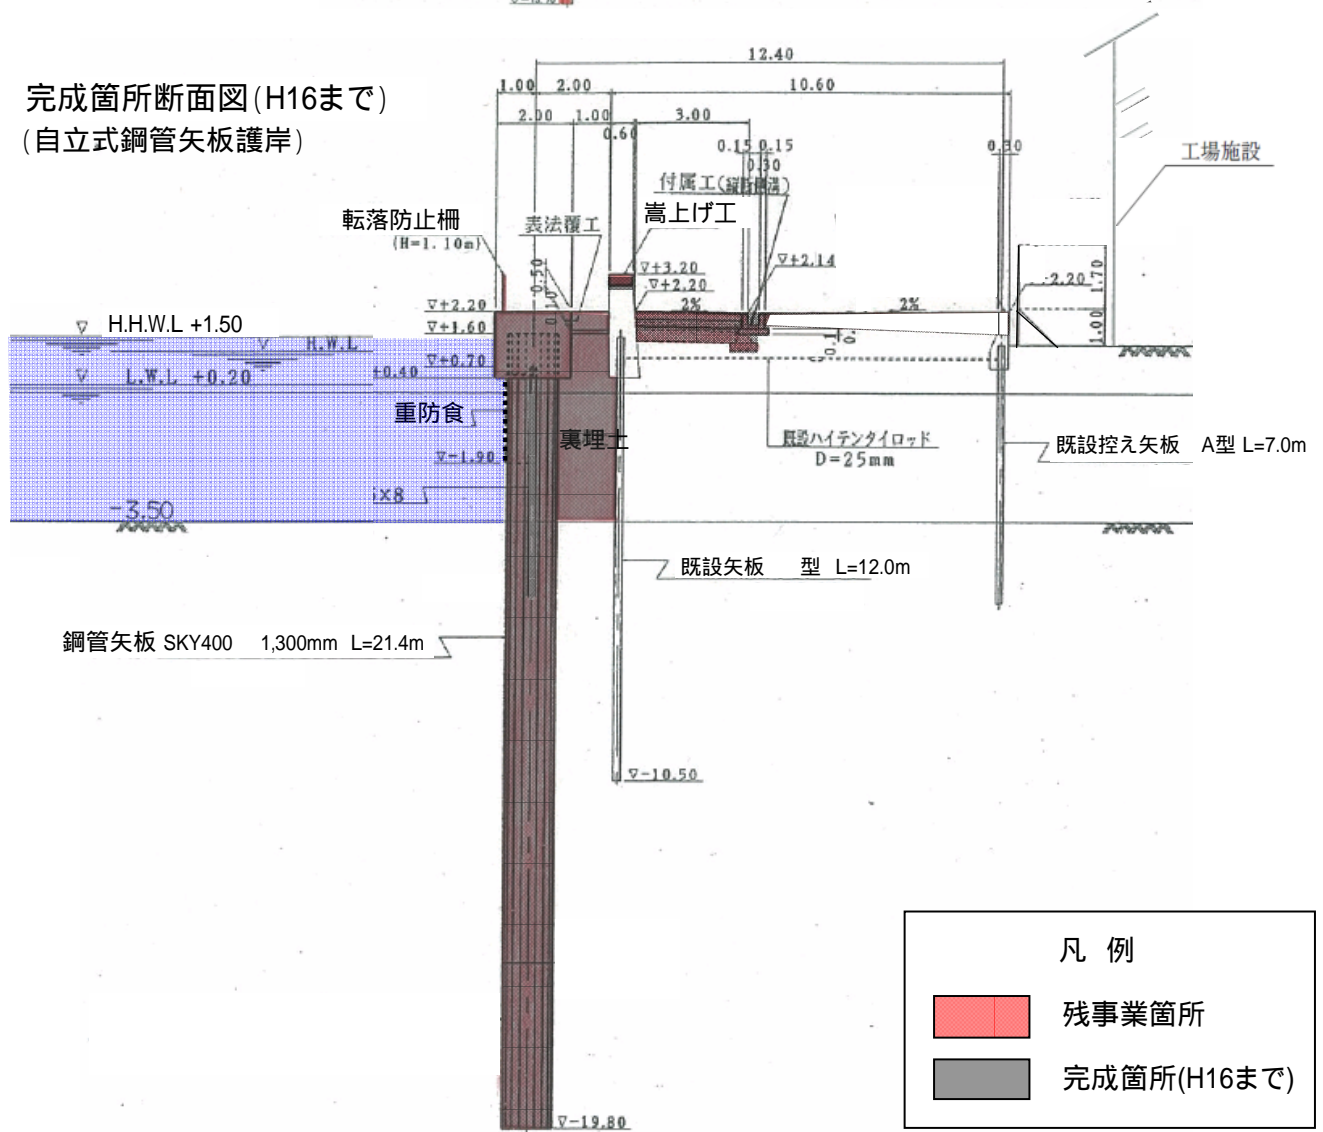 12.40
完成箇所断面図(H16まで)
(自立式鋼管矢板護岸)
1.00 2.00 10.60
2.00 1.00 3.00
0.60
0.15 0.15
0.30
0.30
工場施設
付属工
嵩上げ工
転落防止柵
(H=1.10m)
表法覆工
0.50
0.10
▽+3.20
▽+2.20
▽+2.14
2%
2%
-2.20
1.70
1.00
▽+2.20
▽ H.H.W.L +1.50
▽+1.60
▽ H.W.L
▽+0.70
+0.40
▽ L.W.L +0.20
重防食
裏埋土
既設ハイテンタイロッド
D=25mm
既設控え矢板 A型 L=7.0m
▽-1.90
×8
-3.50
既設矢板 型 L=12.0m
鋼管矢板 SKY400 1,300mm L=21.4m
▽-10.50
▽-19.80
凡 例
残事業箇所
完成箇所(H16まで)